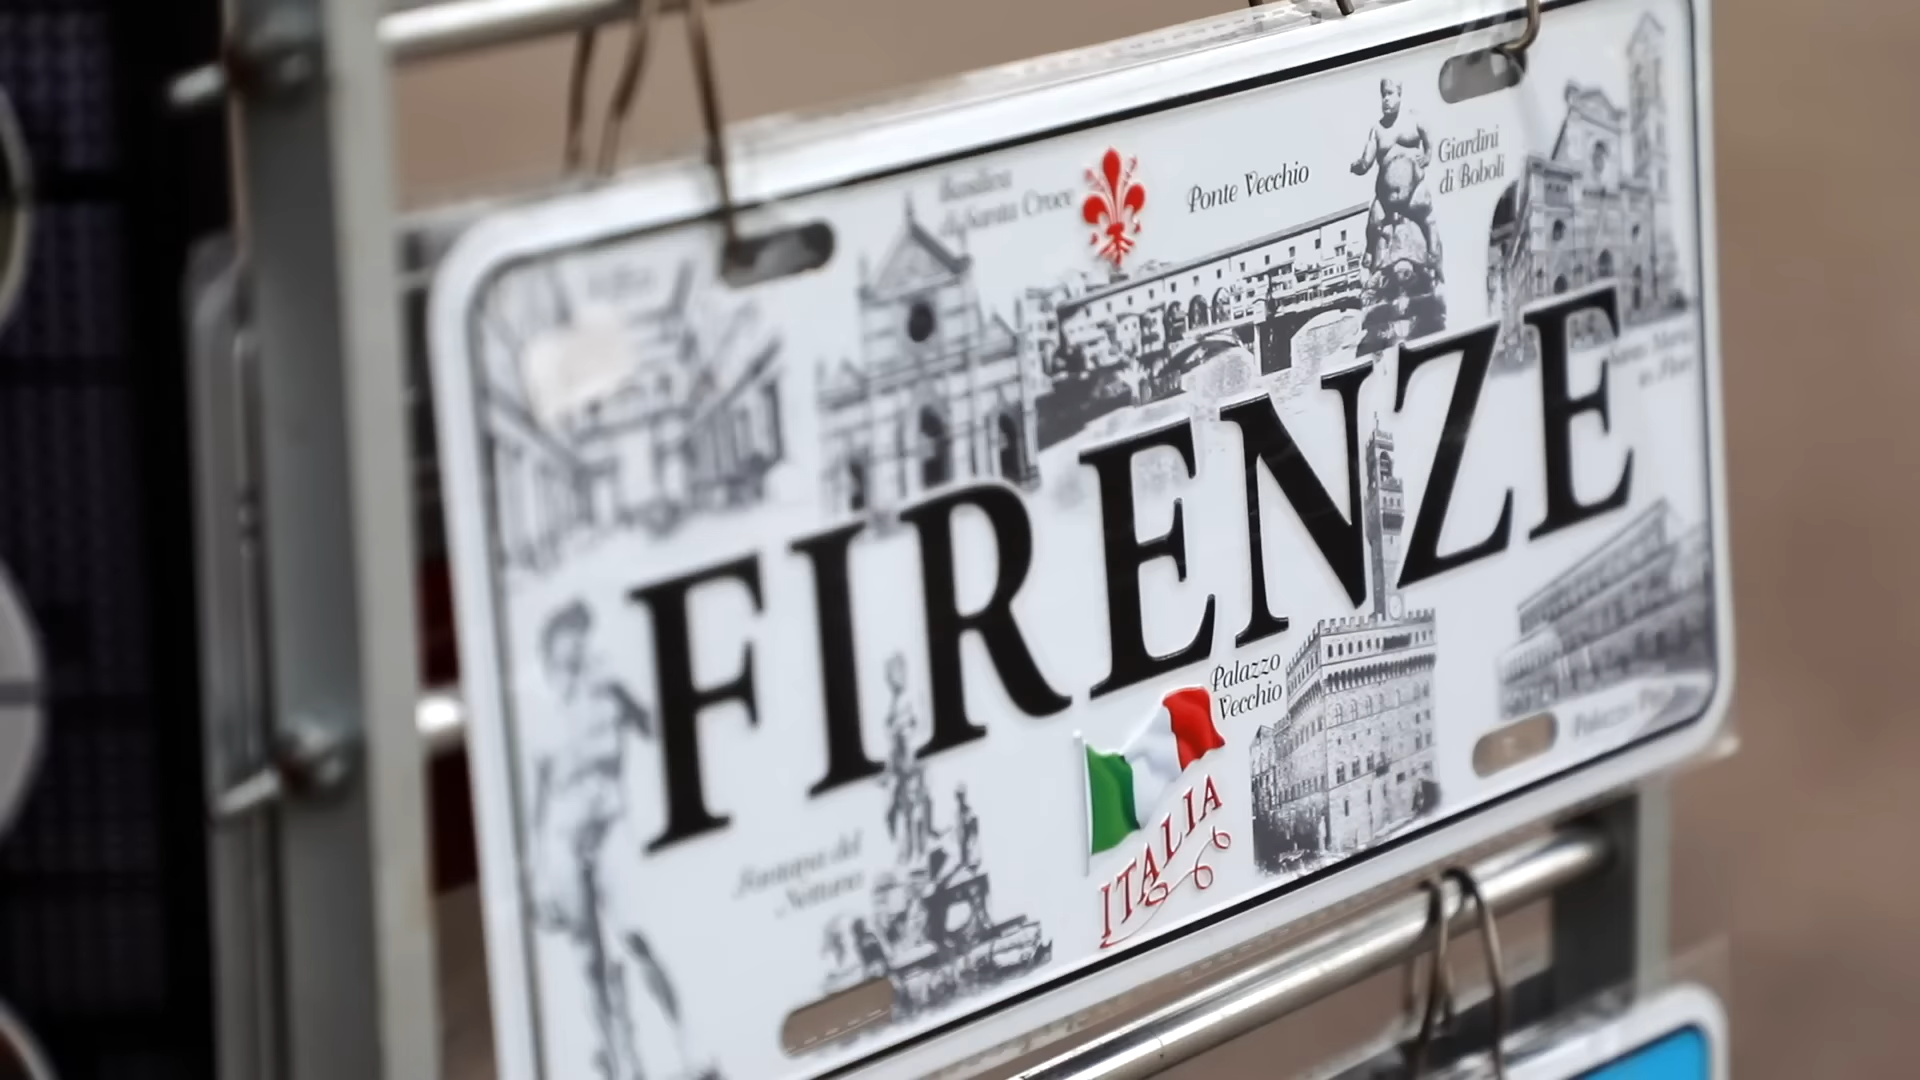 Basilica
di Santa Croce
Ponte Vecchio
Giardini
di Boboli
FIRENZE
Palazzo
Vecchio
Fontana del
Nettuno
ITALIA